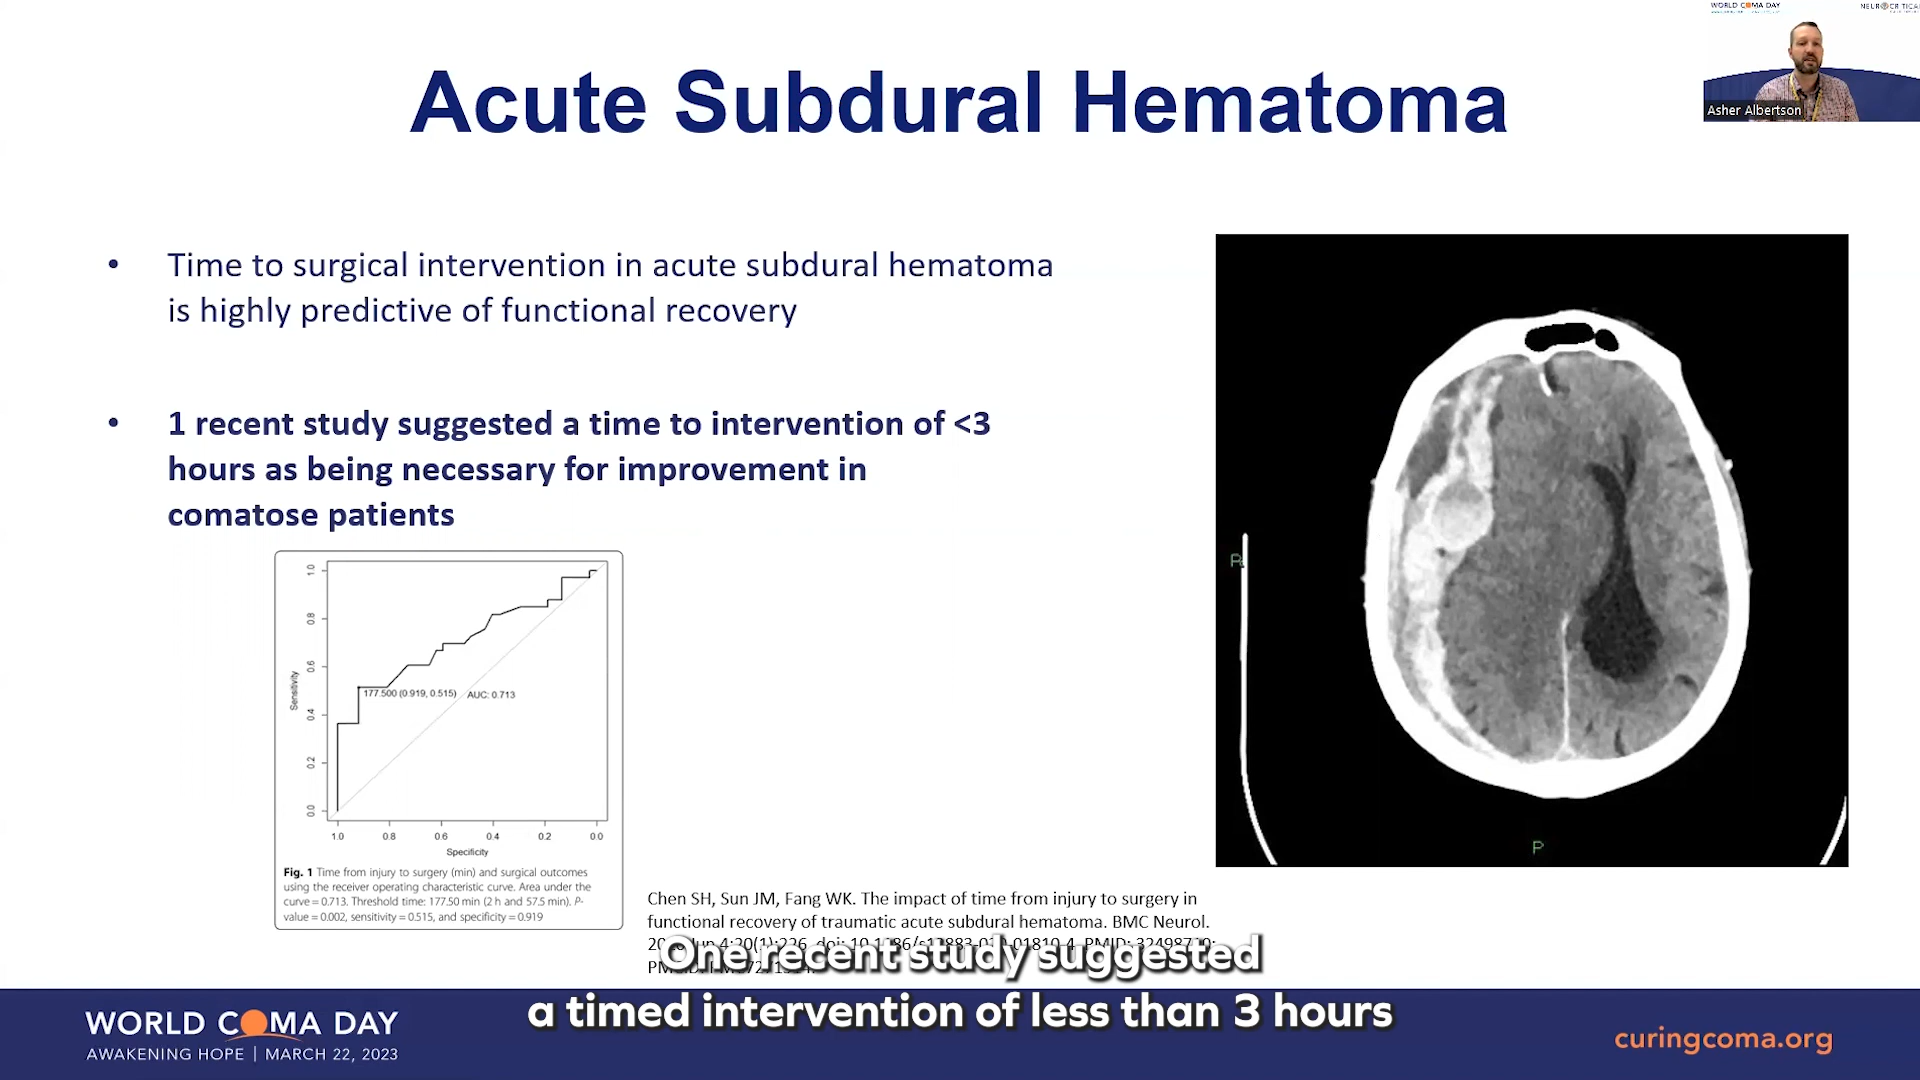 WORLD COMA DAY
Asher Albertson
Acute Subdural Hematoma
• Time to surgical intervention in acute subdural hematoma
is highly predictive of functional recovery
• 1 recent study suggested a time to intervention of <3
hours as being necessary for improvement in
comatose patients
R
P
1.0
0.8
0.6
0.4
0.2
0.0
Sensitivity
177.500 (0.919, 0.515)
AUC: 0.713
1.0 0.8 0.6 0.4 0.2 0.0
Specificity
Fig. 1 Time from injury to surgery (min) and surgical outcomes
using the receiver operating characteristic curve. Area under the
curve = 0.713. Threshold time: 177.50 min (2 h and 57.5 min). P-
value = 0.002, sensitivity = 0.515, and specificity = 0.919
Chen SH, Sun JM, Fang WK. The impact of time from injury to surgery in
functional recovery of traumatic acute subdural hematoma. BMC Neurol.
One recent study suggested
a timed intervention of less than 3 hours
WORLD COMA DAY
AWAKENING HOPE | MARCH 22, 2023
curingcoma.org